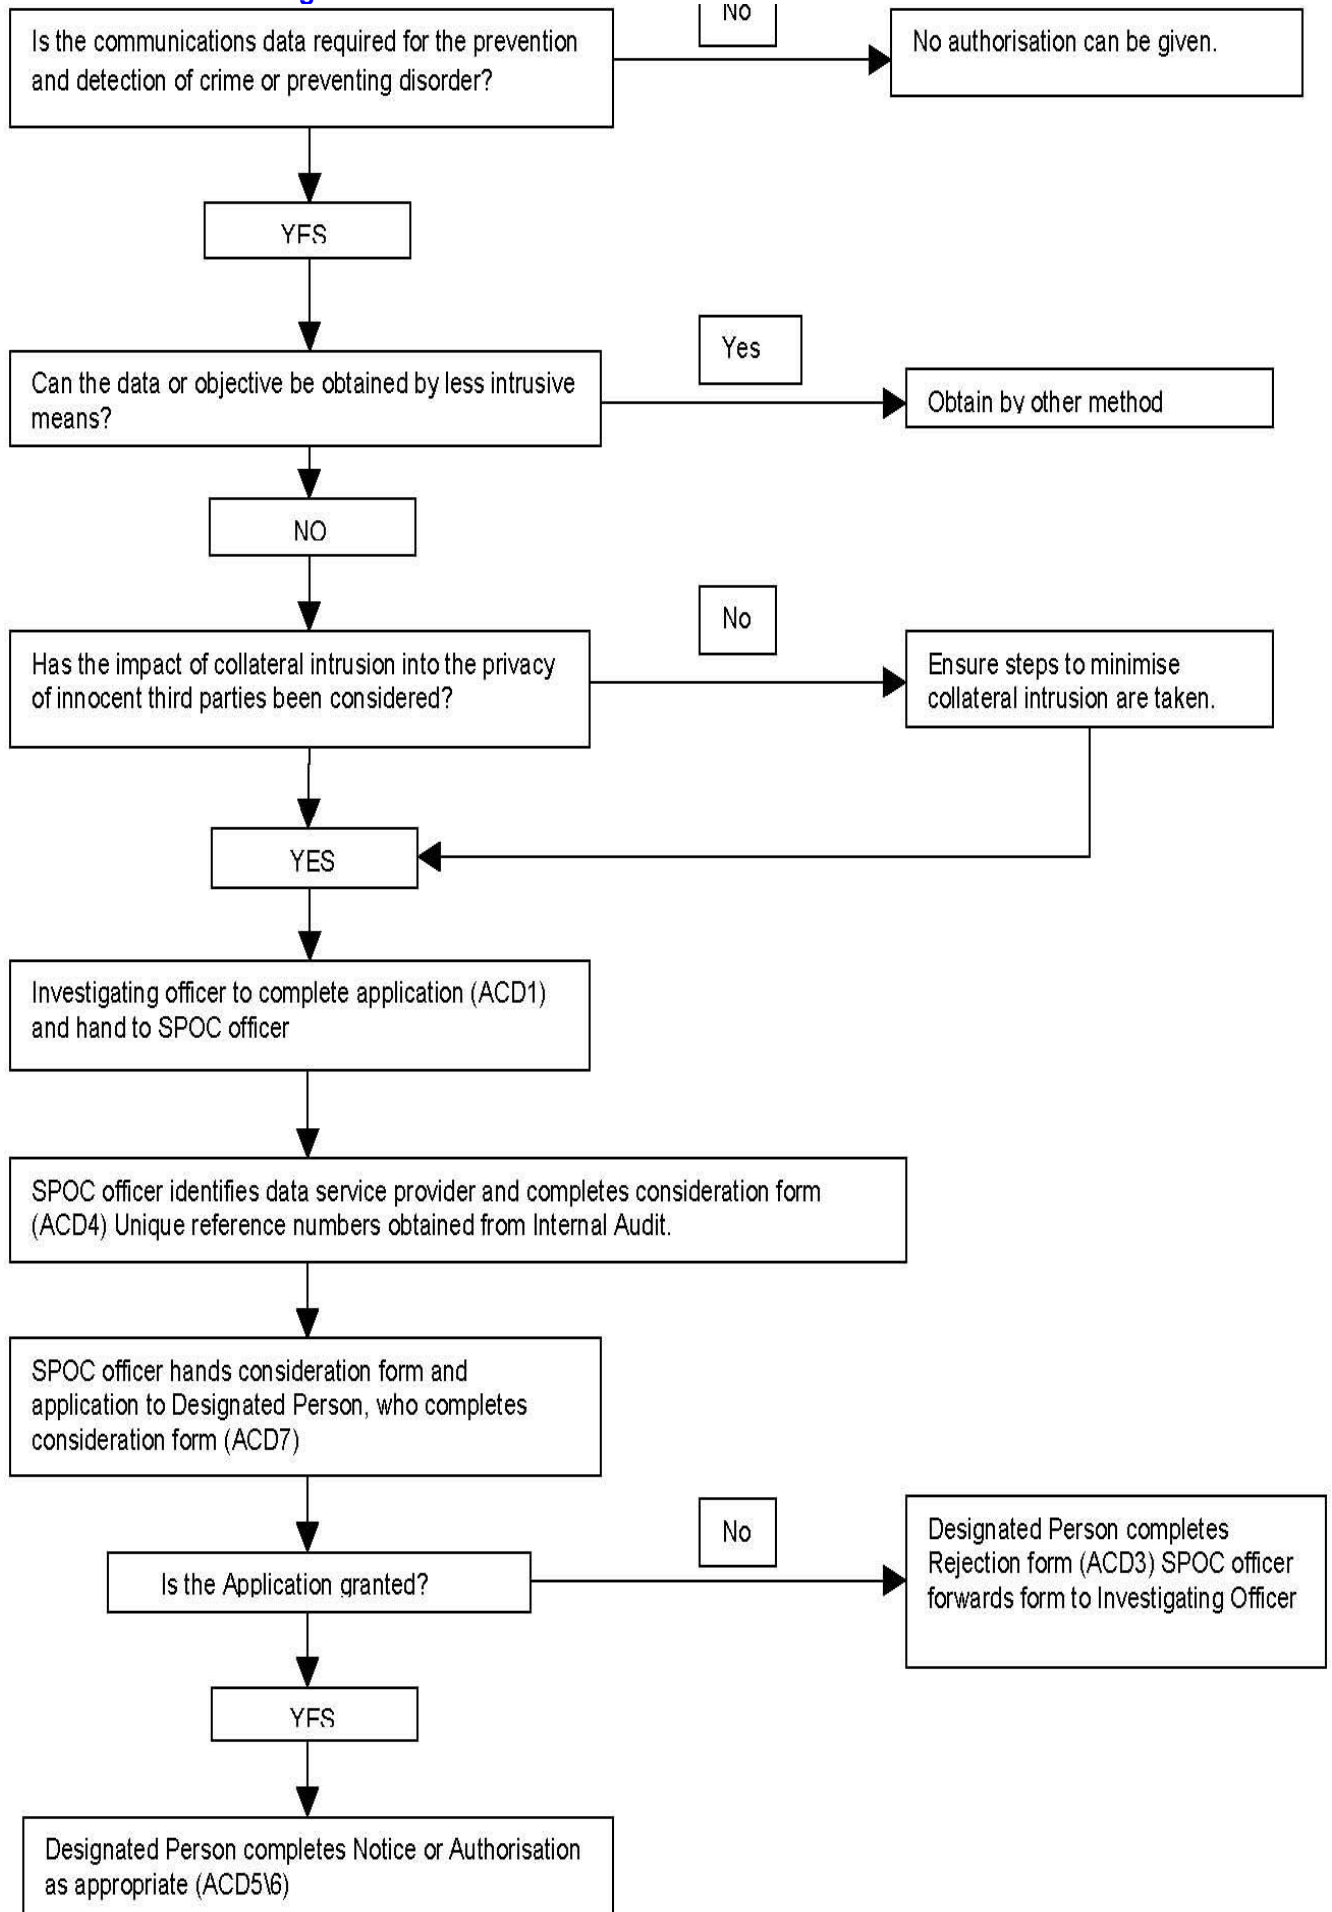 No
Is the communications data required for the prevention
and detection of crime or preventing disorder?
No authorisation can be given.
YES
Yes
Can the data or objective be obtained by less intrusive
means?
Obtain by other method
NO
No
Has the impact of collateral intrusion into the privacy
of innocent third parties been considered?
Ensure steps to minimise
collateral intrusion are taken.
YES
Investigating officer to complete application (ACD1)
and hand to SPOC officer
SPOC officer identifies data service provider and completes consideration form
(ACD4) Unique reference numbers obtained from Internal Audit.
SPOC officer hands consideration form and
application to Designated Person, who completes
consideration form (ACD7)
No
Is the Application granted?
Designated Person completes
Rejection form (ACD3) SPOC officer
forwards form to Investigating Officer
YES
Designated Person completes Notice or Authorisation
as appropriate (ACD5\6)